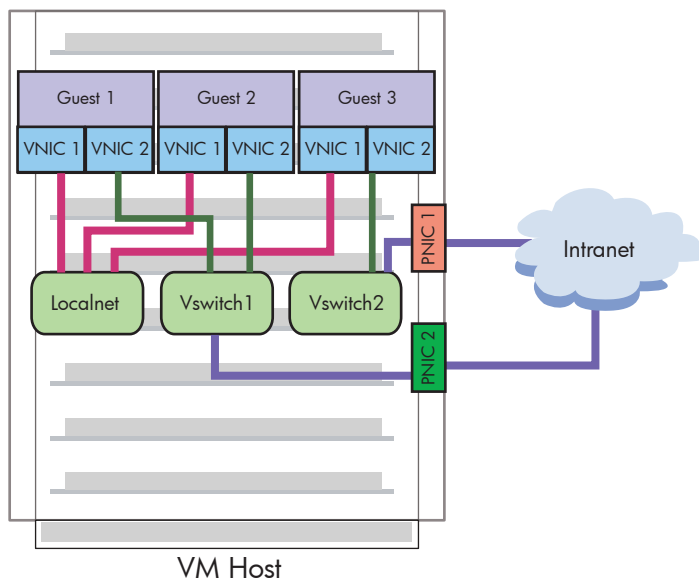 Guest 1
Guest 2
Guest 3
VNIC 1
VNIC 2
VNIC 1
VNIC 2
VNIC 1
VNIC 2
PNIC 1
Intranet
Localnet
Vswitch1
Vswitch2
PNIC 2
VM Host